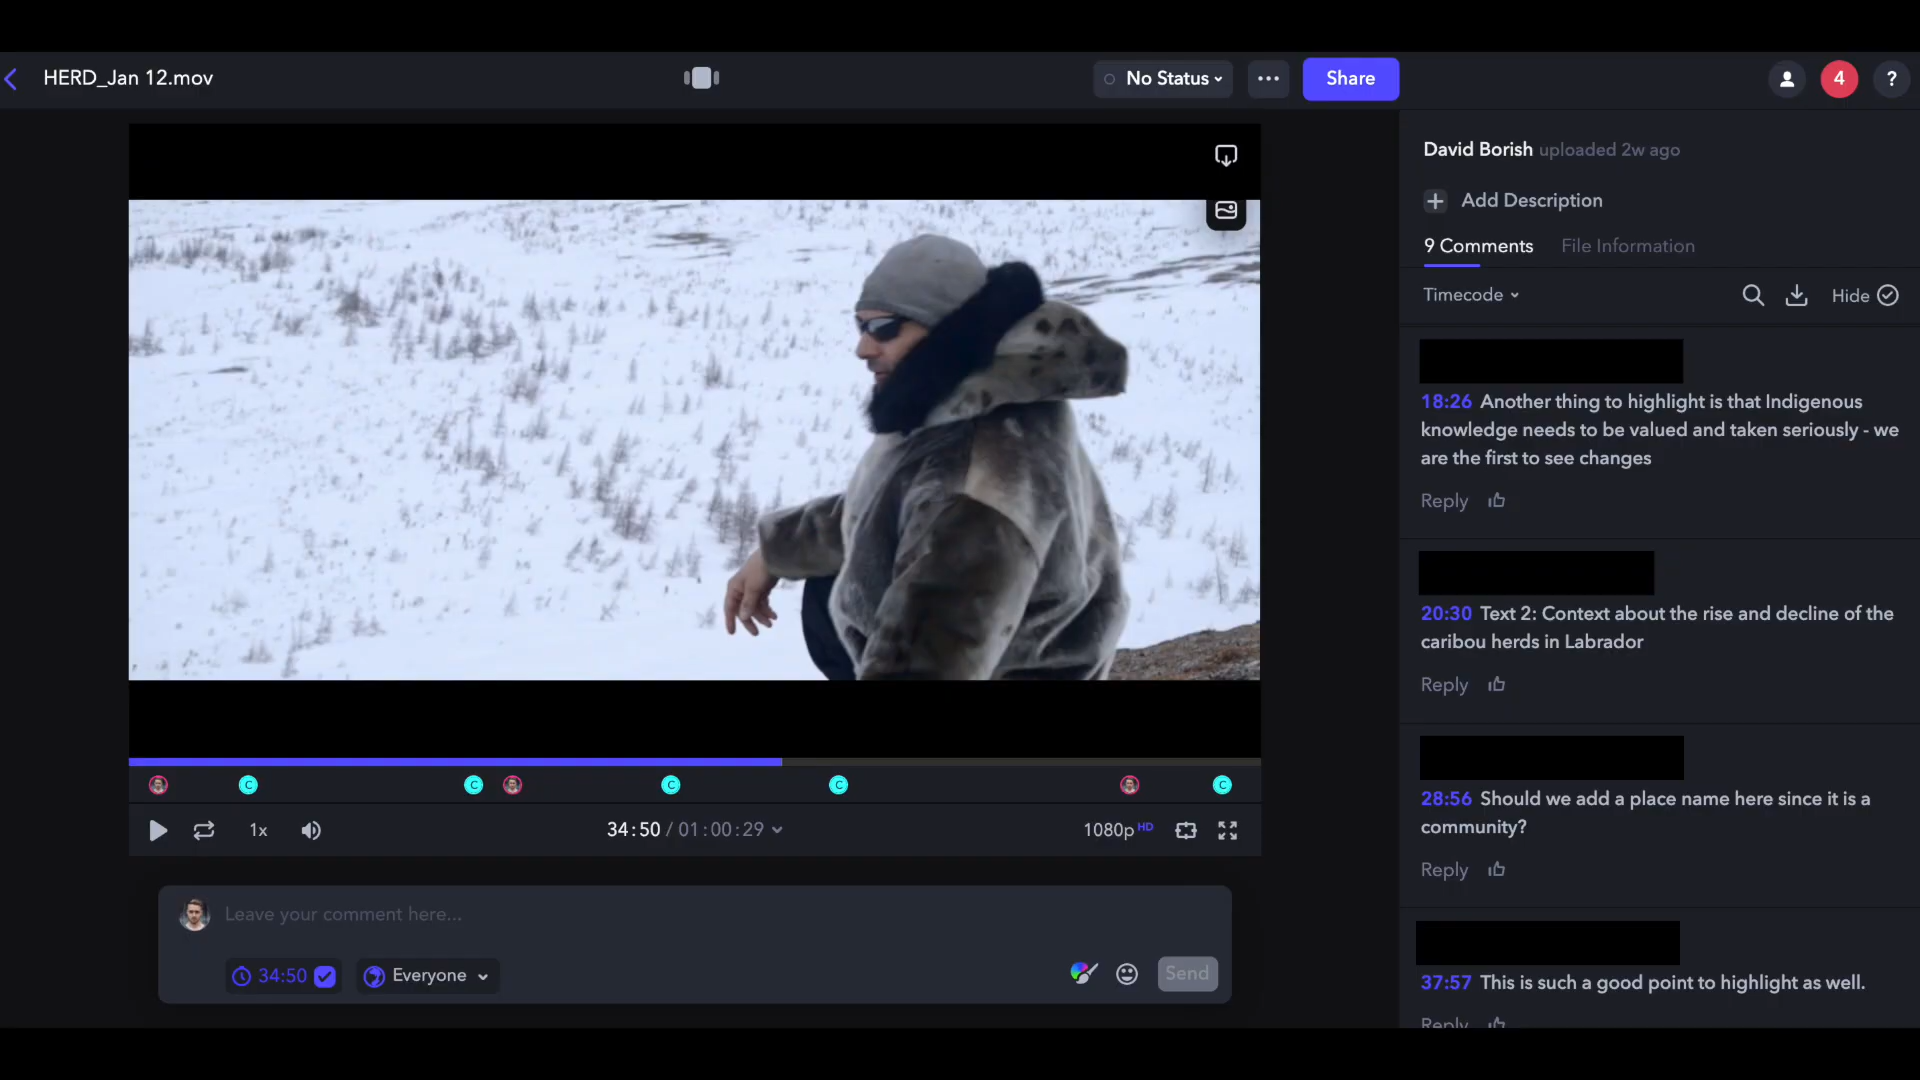 HERD_Jan 12.mov
No Status
Share
4
?
David Borish uploaded 2w ago
Add Description
9 Comments File Information
Timecode
Hide
18:26 Another thing to highlight is that Indigenous
knowledge needs to be valued and taken seriously - we
are the first to see changes
Reply
20:30 Text 2: Context about the rise and decline of the
caribou herds in Labrador
Reply
28:56 Should we add a place name here since it is a
community?
Reply
37:57 This is such a good point to highlight as well.
Reply
C C C C C
1x
34:50 / 01:00:29
1080p HD
Leave your comment here...
34:50
Everyone
Send